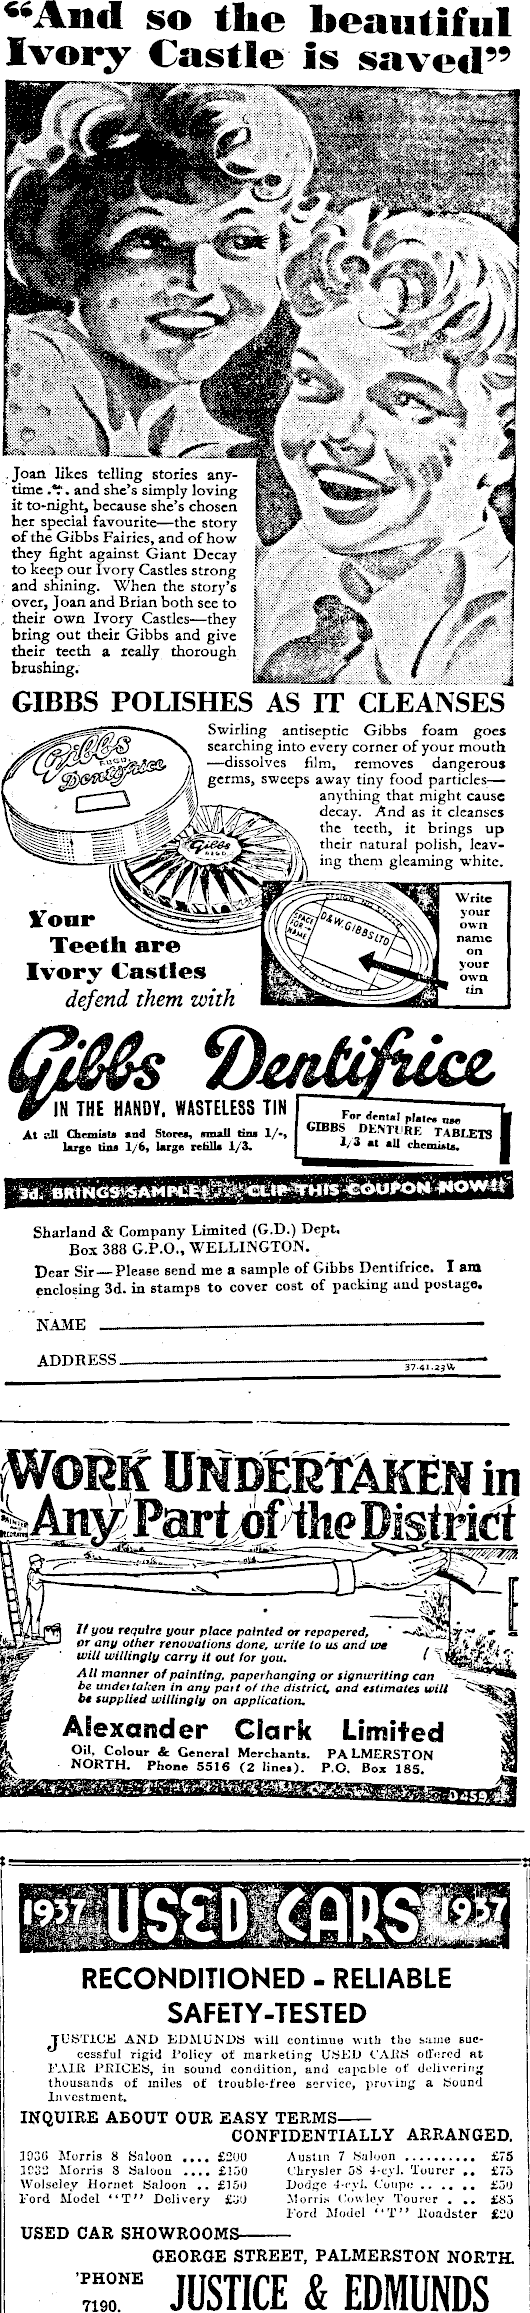 “And so the beautiful
Ivory Castle is saved”
Joan likes telling stories any-
time . . . and she's simply loving
it to-night, because she's chosen
her special favourite—the story
of the Gibbs Fairies, and of how
they fight against Giant Decay
to keep our Ivory Castles strong
and shining. When the story's
over, Joan and Brian both see to
their own Ivory Castles—they
bring out their Gibbs and give
their teeth a really thorough
brushing.
GIBBS POLISHES AS IT CLEANSES
Swirling antiseptic Gibbs foam goes
searching into every corner of your mouth
—dissolves film, removes dangerous
germs, sweeps away tiny food particles—
anything that might cause
decay. And as it cleanses
the teeth, it brings up
their natural polish, leav-
ing them gleaming white.
Gibbs
Dentifrice
Gibbs
SPACE
FOR
NAME
D&W. GIBBS LTD
Write
your
own
name
on
your
own
tin
Your
Teeth are
Ivory Castles
defend them with
Gibbs Dentifrice
IN THE HANDY, WASTELESS TIN
At all Chemists and Stores, small tins 1/-,
large tins 1/6, large refills 1/3.
For dental plates use
GIBBS DENTURE TABLETS
1/3 at all chemists.
3d. BRINGS SAMPLE! CLIP THIS COUPON NOW!!
Sharland & Company Limited (G.D.) Dept.
Box 388 G.P.O., WELLINGTON.
Dear Sir—Please send me a sample of Gibbs Dentifrice. I am
enclosing 3d. in stamps to cover cost of packing and postage.
NAME
ADDRESS
37.41.23W
WORK UNDERTAKEN in
Any Part of the District
If you require your place painted or repapered,
or any other renovations done, write to us and we
will willingly carry it out for you.
All manner of painting, paperhanging or signwriting can
be undertaken in any part of the district, and estimates will
be supplied willingly on application.
Alexander Clark Limited
Oil, Colour & General Merchants. PALMERSTON
NORTH. Phone 5516 (2 lines). P.O. Box 185.
D459
1937 USED CARS 1937
RECONDITIONED - RELIABLE
SAFETY-TESTED
JUSTICE AND EDMUNDS will continue with the same suc-
cessful rigid Policy of marketing USED CARS offered at
FAIR PRICES, in sound condition, and capable of delivering
thousands of miles of trouble-free service, proving a Sound
Investment.
INQUIRE ABOUT OUR EASY TERMS—
CONFIDENTIALLY ARRANGED.
1936 Morris 8 Saloon .... £200
1932 Morris 8 Saloon .... £150
Wolseley Hornet Saloon .. £150
Ford Model “T” Delivery £30
Austin 7 Saloon .......... £75
Chrysler 58 4-cyl. Tourer .. £75
Dodge 4-cyl. Coupe .. .. .. £50
Morris Cowley Tourer . .. £85
Ford Model “T” Roadster £20
USED CAR SHOWROOMS—
GEORGE STREET, PALMERSTON NORTH.
'PHONE
7190.
JUSTICE & EDMUNDS